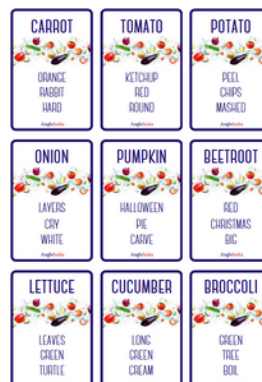 CARROT
ORANGE
RABBIT
HARD
TOMATO
KETCHUP
RED
ROUND
POTATO
PEEL
CHIPS
MASHED
ONION
LAYERS
CRY
WHITE
PUMPKIN
HALLOWEEN
PIE
CARVE
BEETROOT
RED
CHRISTMAS
BIG
LETTUCE
LEAVES
GREEN
TURTLE
CUCUMBER
LONG
GREEN
CREAM
BROCCOLI
GREEN
TREE
BOIL